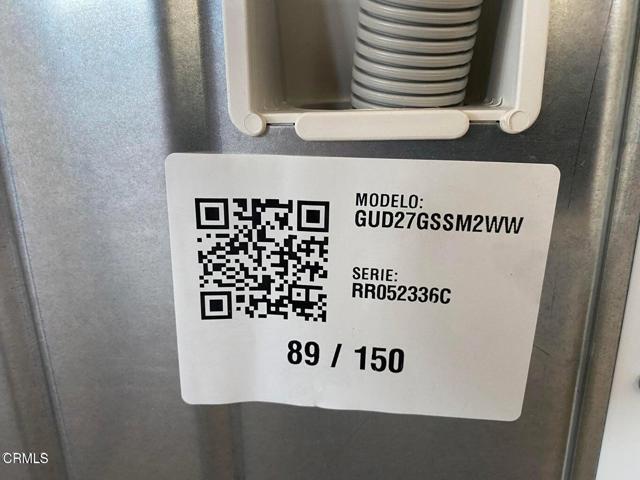 MODELO:
GUD27GSSM2WW
SERIE:
RR052336C
89 / 150
CRMLS